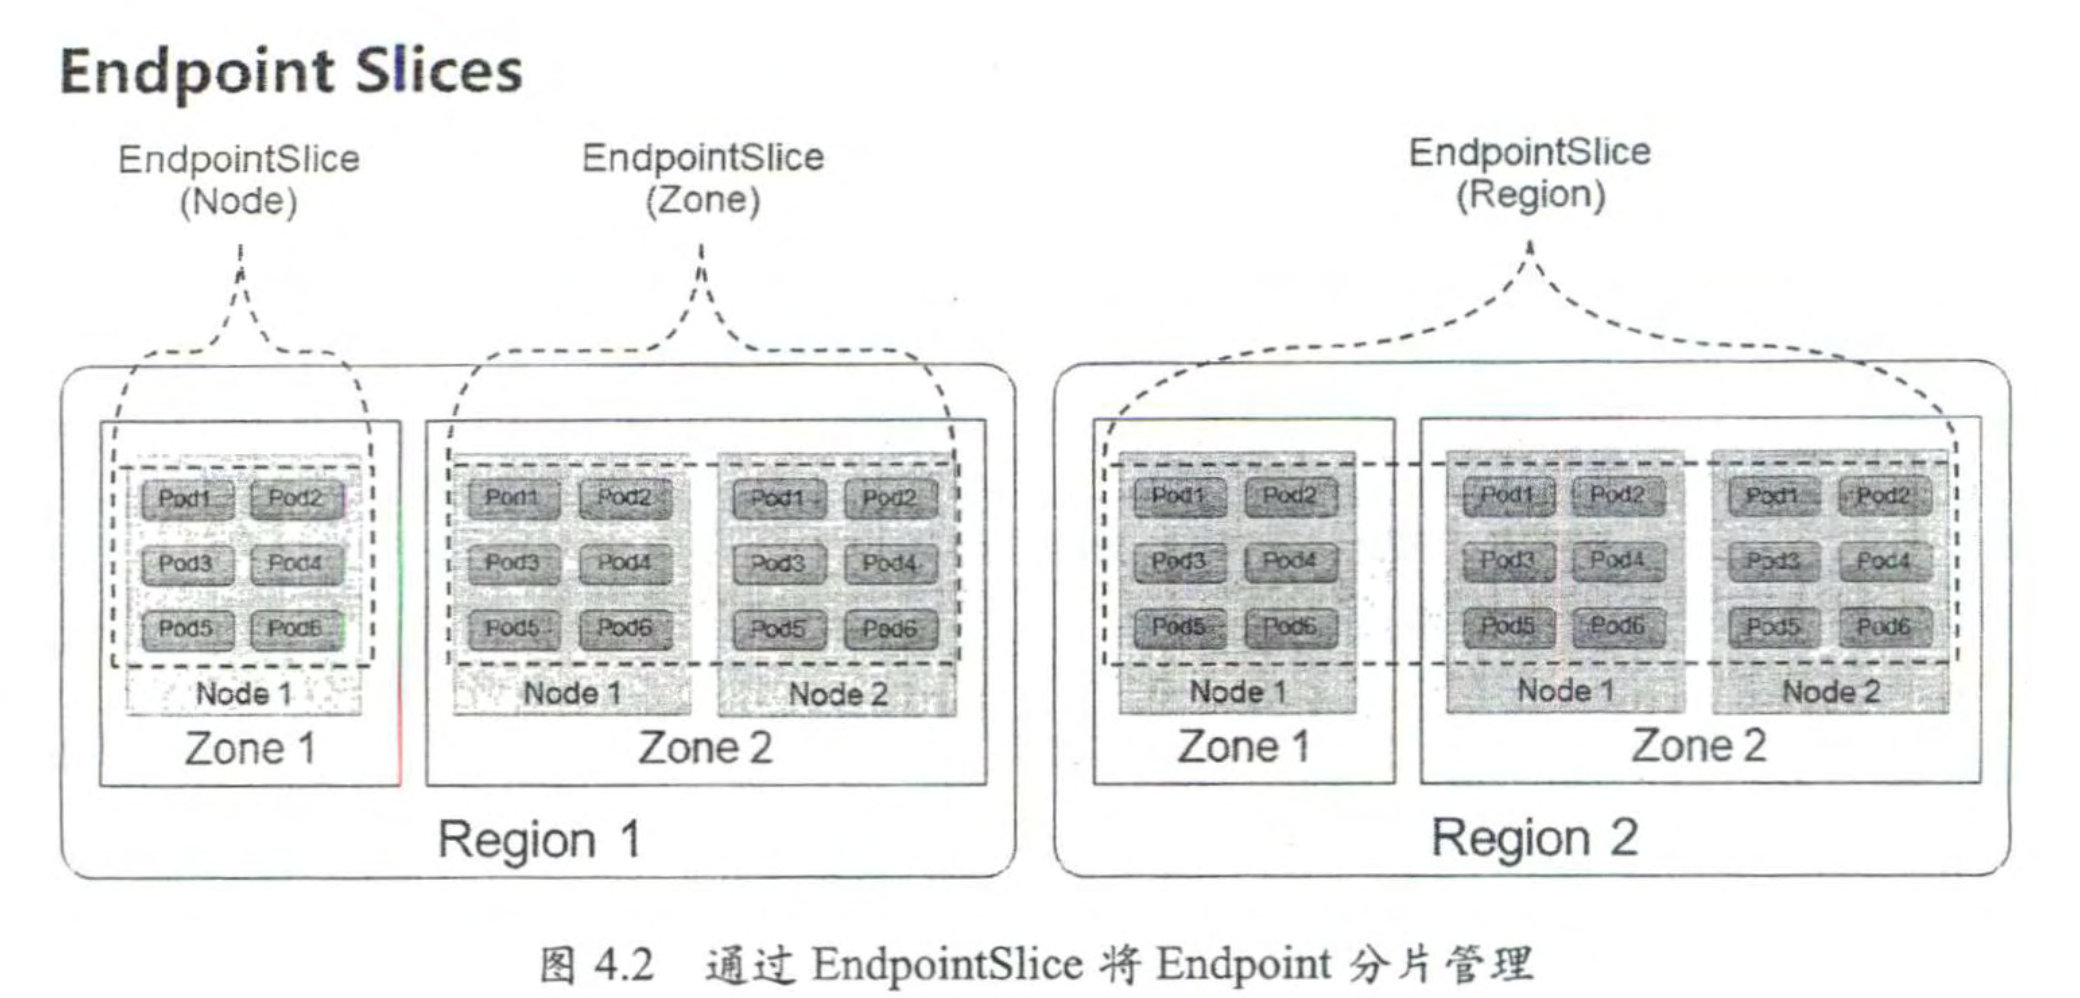 Endpoint Slices
EndpointSlice
(Node)
EndpointSlice
(Zone)
EndpointSlice
(Region)
Pod1 Pod2 Pod1 Pod2 Pod1 Pod2 Pod1 Pod2 Pod1 Pod2 Pod1 Pod2
Pod3 Pod4 Pod3 Pod4 Pod3 Pod4 Pod3 Pod4 Pod3 Pod4 Pod3 Pod4
Pod5 Pod6 Pod5 Pod6 Pod5 Pod6 Pod5 Pod6 Pod5 Pod6 Pod5 Pod6
Node 1 Node 1 Node 2 Node 1 Node 1 Node 2
Zone 1 Zone 2 Zone 1 Zone 2
Region 1 Region 2
图 4.2 通过 EndpointSlice 将 Endpoint 分片管理